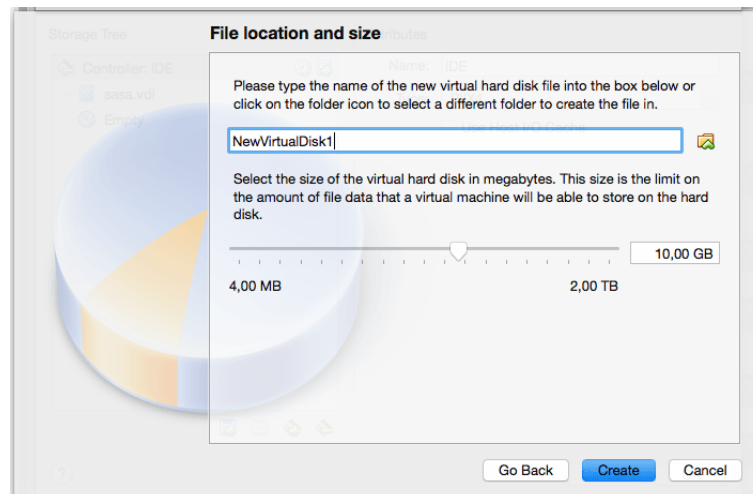 Storage Tree
File location and size
Attributes
Controller: IDE
Name: IDE
sasa.vdi
Empty
Please type the name of the new virtual hard disk file into the box below or
click on the folder icon to select a different folder to create the file in.
Use Host I/O Cache
NewVirtualDisk1
Select the size of the virtual hard disk in megabytes. This size is the limit on
the amount of file data that a virtual machine will be able to store on the hard
disk.
10,00 GB
4,00 MB
2,00 TB
?
Go Back
Create
Cancel